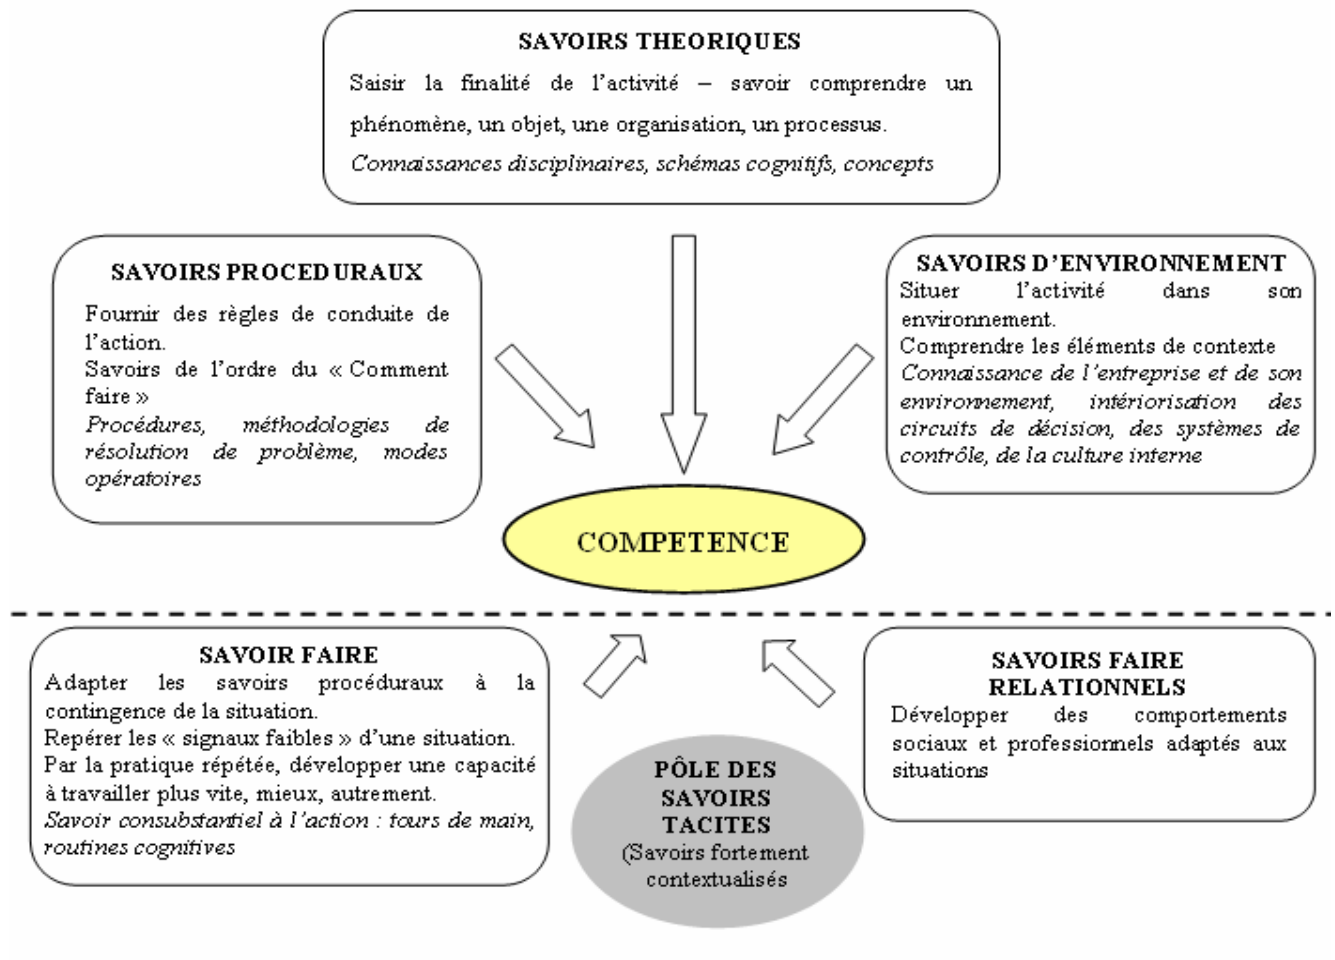 SAVOIRS THEORIQUES
Saisir la finalité de l'activité – savoir comprendre un
phénomène, un objet, une organisation, un processus.
Connaissances disciplinaires, schémas cognitifs, concepts
SAVOIRS PROCEDURAUX
Fournir des règles de conduite de
l'action.
Savoirs de l'ordre du « Comment
faire »
Procédures, méthodologies de
résolution de problème, modes
opératoires
SAVOIRS D'ENVIRONNEMENT
Situer l'activité dans son
environnement.
Comprendre les éléments de contexte
Connaissance de l'entreprise et de son
environnement, intériorisation des
circuits de décision, des systèmes de
contrôle, de la culture interne
COMPETENCE
SAVOIR FAIRE
Adapter les savoirs procéduraux à la
contingence de la situation.
Repérer les « signaux faibles » d'une situation.
Par la pratique répétée, développer une capacité
à travailler plus vite, mieux, autrement.
Savoir consubstantiel à l'action : tours de main,
routines cognitives
PÔLE DES
SAVOIRS
TACITES
(Savoirs fortement
contextualisés
SAVOIRS FAIRE
RELATIONNELS
Développer des comportements
sociaux et professionnels adaptés aux
situations